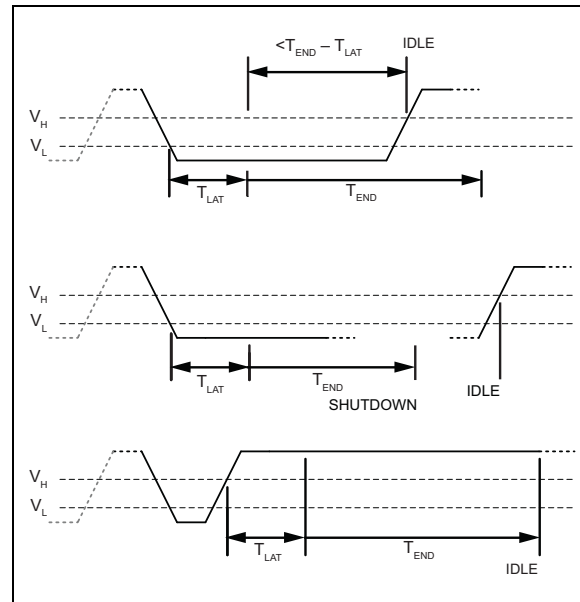 <T_END – T_LAT
IDLE
V_H
V_L
T_LAT
T_END
V_H
V_L
T_LAT
T_END
SHUTDOWN
IDLE
V_H
V_L
T_LAT
T_END
IDLE